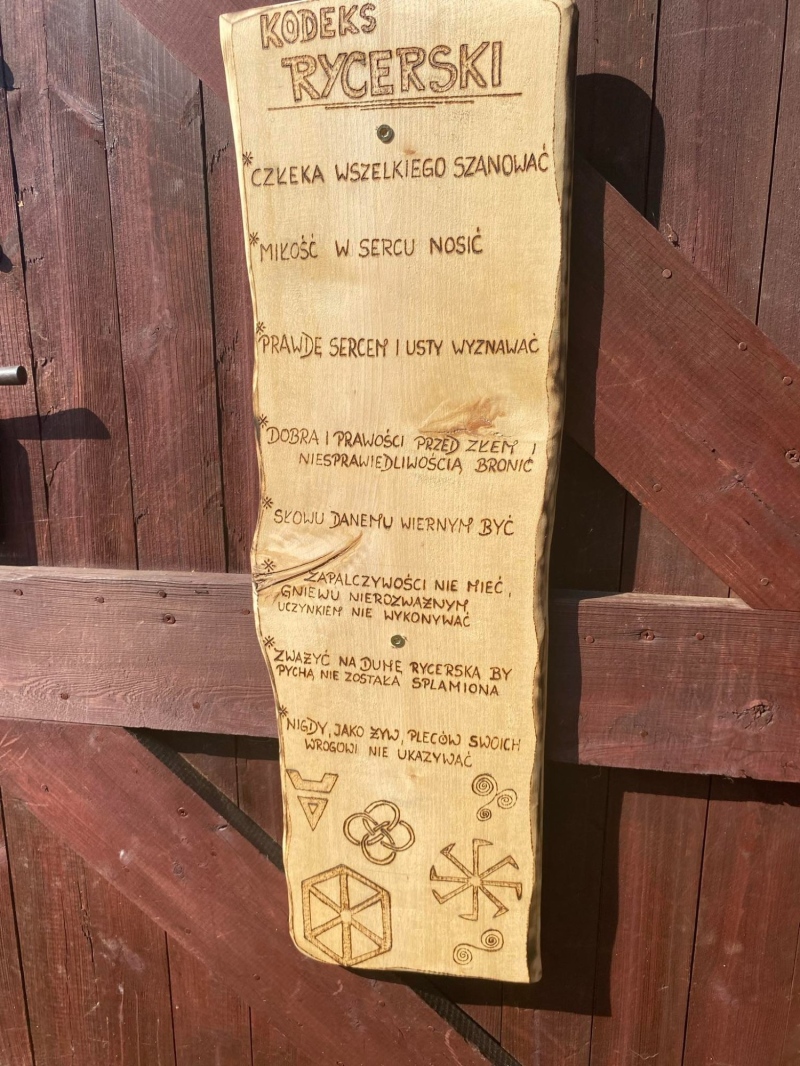 KODEKS
RYCERSKI
* CZŁEKA WSZELKIEGO SZANOWAĆ
* MIŁOŚĆ W SERCU NOSIĆ
* PRAWDĘ SERCEM I USTY WYZNAWAĆ
* DOBRA I PRAWOŚCI PRZED ZŁEM I
NIESPRAWIEDLIWOŚCIĄ BRONIĆ
* SŁOWU DANEMU WIERNYM BYĆ
* ZAPALCZYWOŚCI NIE MIEĆ,
GNIEWU NIEROZWAŻNYM
UCZYNKIEM NIE WYKONYWAĆ
* ZWAŻYĆ NA DUMĘ RYCERSKA BY
PYCHĄ NIE ZOSTAŁA SPLAMIONA
* NIGDY, JAKO ŻYW, PLECÓW SWOICH
WROGOWI NIE UKAZYWAĆ